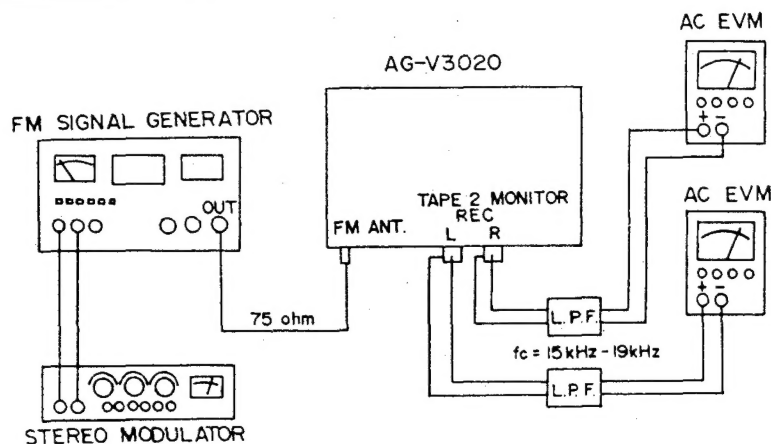 AC EVM
AG-V3020
FM SIGNAL GENERATOR
+ −
OUT
TAPE 2 MONITOR
REC
FM ANT.
L R
AC EVM
+ −
75 ohm
L.P.F.
fc = 15kHz - 19kHz
L.P.F.
STEREO MODULATOR